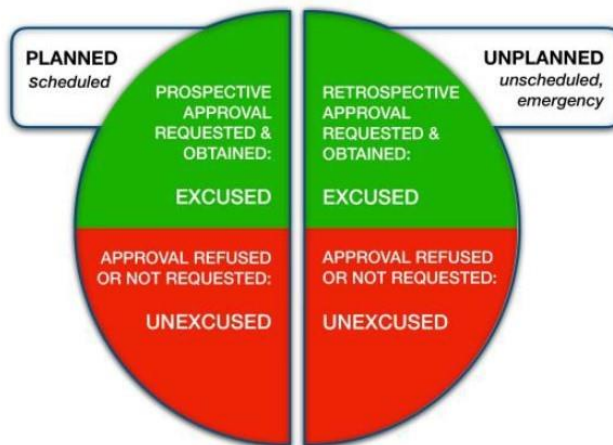 PLANNED
scheduled
PROSPECTIVE
APPROVAL
REQUESTED &
OBTAINED:
EXCUSED
APPROVAL REFUSED
OR NOT REQUESTED:
UNEXCUSED
UNPLANNED
unscheduled,
emergency
RETROSPECTIVE
APPROVAL
REQUESTED &
OBTAINED:
EXCUSED
APPROVAL REFUSED
OR NOT REQUESTED:
UNEXCUSED